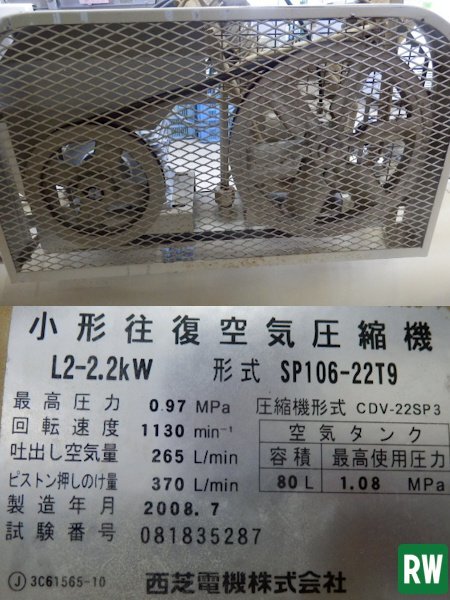 小形往復空気圧縮機
L2-2.2kW 形式 SP106-22T9
最高圧力 0.97 MPa 圧縮機形式 CDV-22SP3
回転速度 1130 min⁻¹ 空気タンク
吐出し空気量 265 L/min 容積 最高使用圧力
ピストン押しのけ量 370 L/min 80 L 1.08 MPa
製造年月 2008.7
試験番号 081835287
J 3C61565-10 西芝電機株式会社
RW